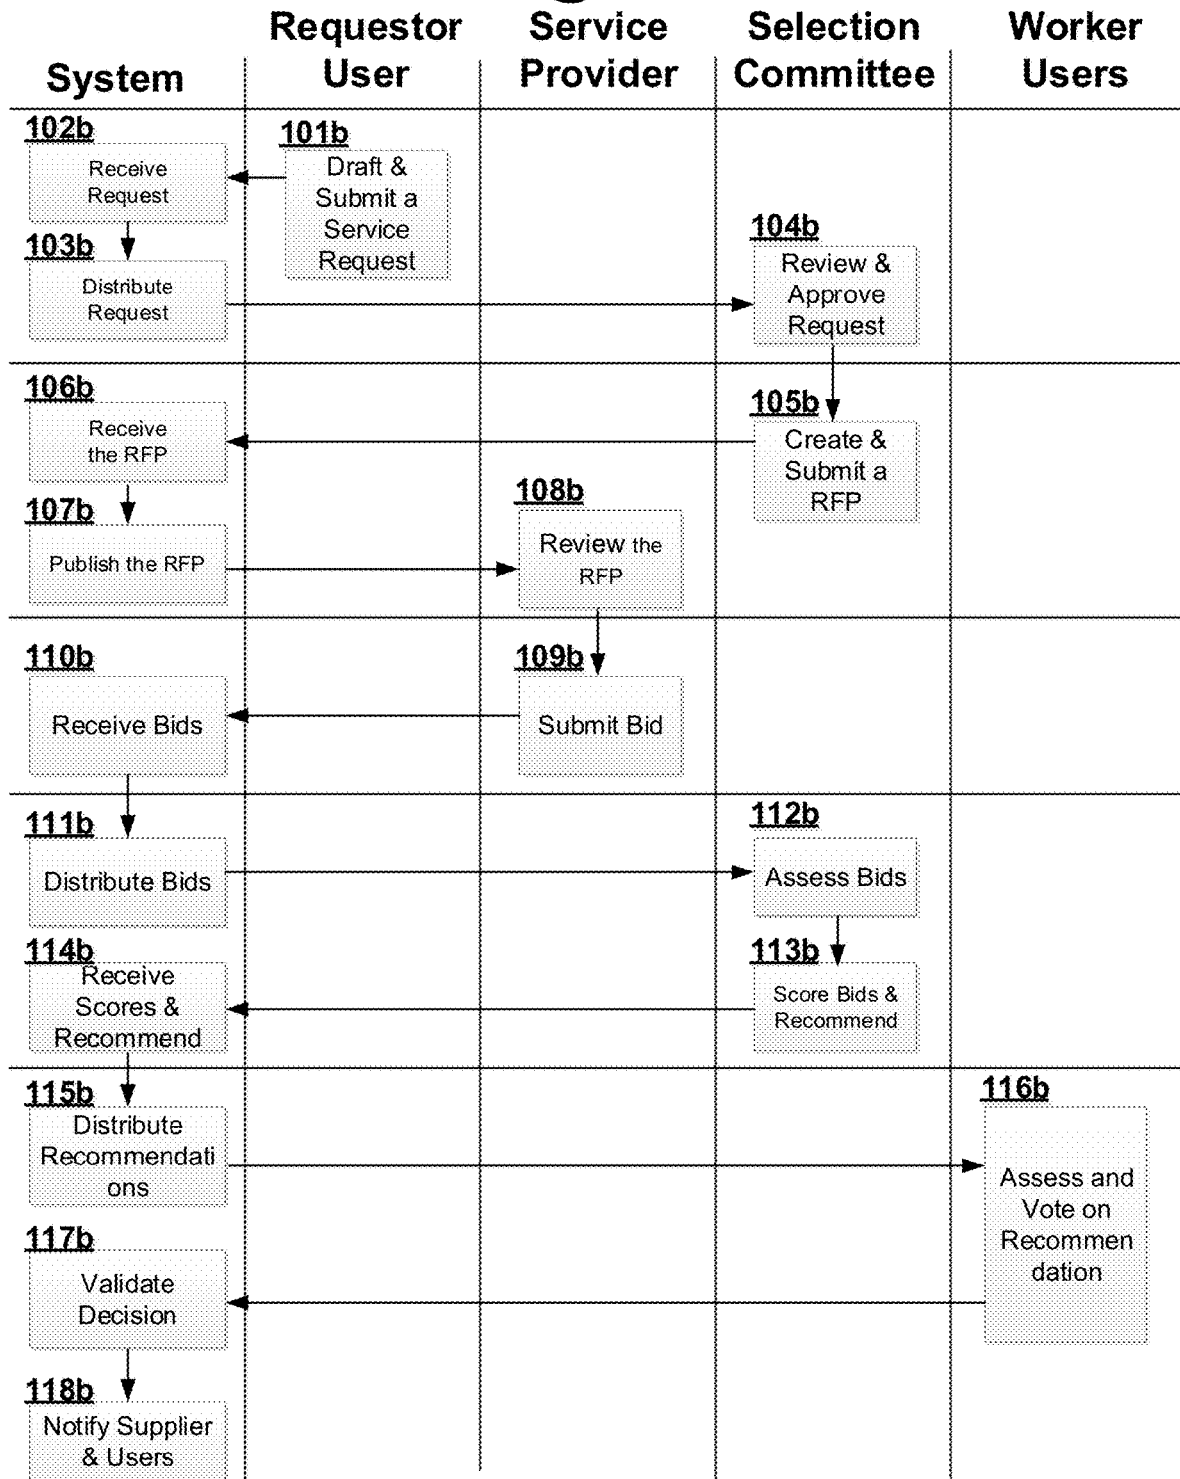 System
Requestor
User
Service
Provider
Selection
Committee
Worker
Users
102b
Receive
Request
101b
Draft &
Submit a
Service
Request
103b
Distribute
Request
104b
Review &
Approve
Request
106b
Receive
the RFP
105b
Create &
Submit a
RFP
107b
Publish the RFP
108b
Review the
RFP
110b
Receive Bids
109b
Submit Bid
111b
Distribute Bids
112b
Assess Bids
114b
Receive
Scores &
Recommend
113b
Score Bids &
Recommend
115b
Distribute
Recommendati
ons
116b
Assess and
Vote on
Recommen
dation
117b
Validate
Decision
118b
Notify Supplier
& Users